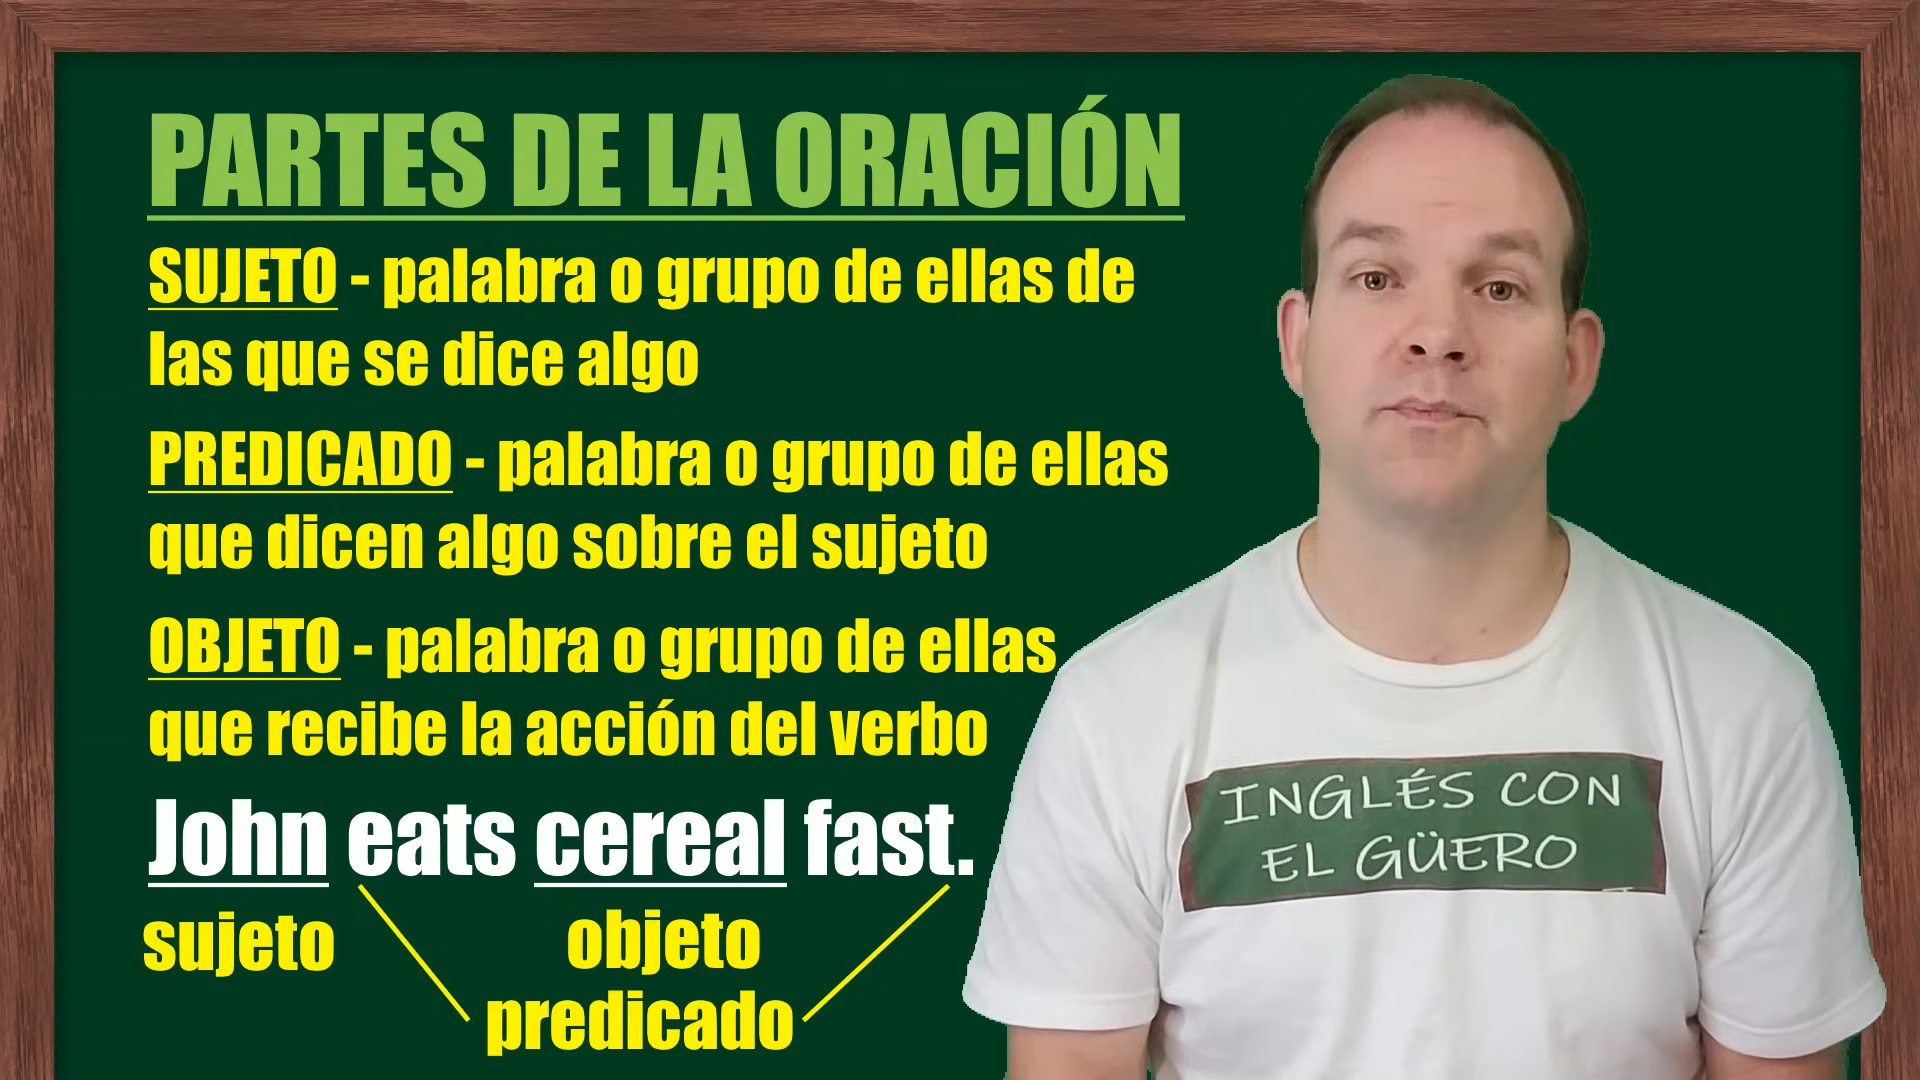 PARTES DE LA ORACIÓN
SUJETO - palabra o grupo de ellas de
las que se dice algo
PREDICADO - palabra o grupo de ellas
que dicen algo sobre el sujeto
OBJETO - palabra o grupo de ellas
que recibe la acción del verbo
John eats cereal fast.
sujeto
objeto
predicado
INGLÉS CON
EL GÜERO